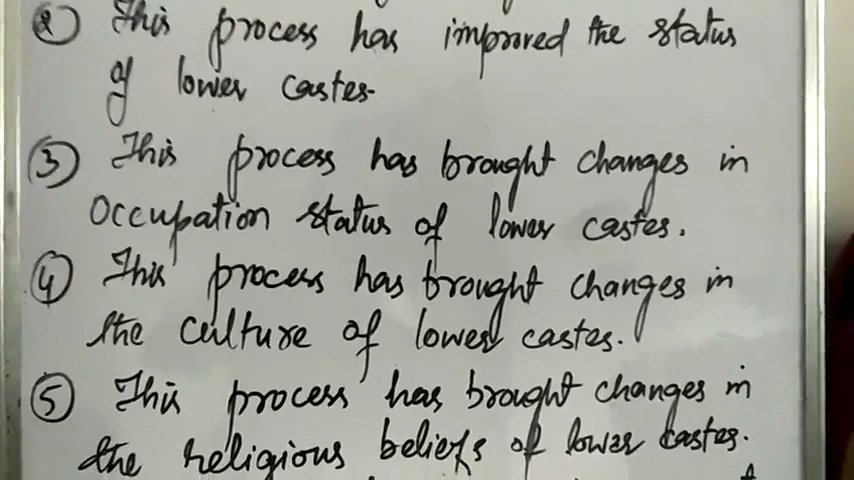 ② This process has improved the status
of lower castes.
③ This process has brought changes in
Occupation status of lower castes.
④ This process has brought changes in
the culture of lower castes.
⑤ This process has brought changes in
the religious beliefs of lower castes.